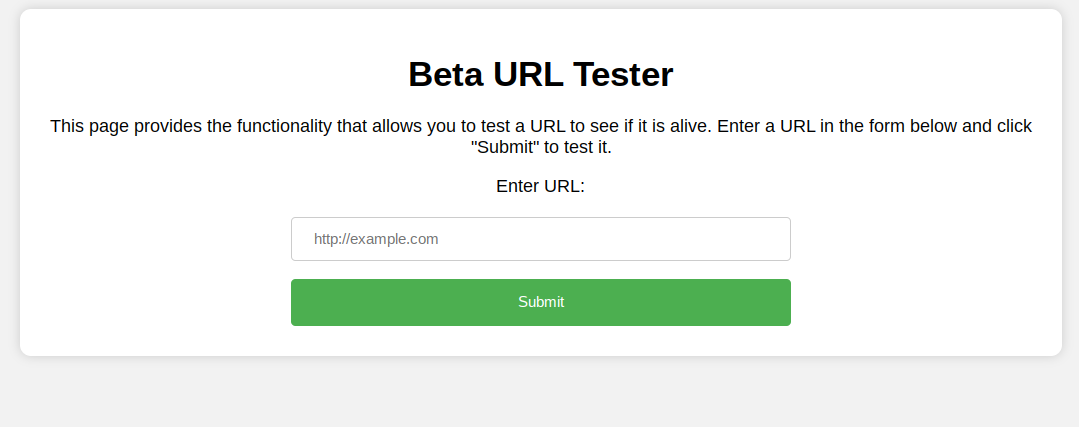 Beta URL Tester
This page provides the functionality that allows you to test a URL to see if it is alive. Enter a URL in the form below and click
"Submit" to test it.
Enter URL:
http://example.com
Submit